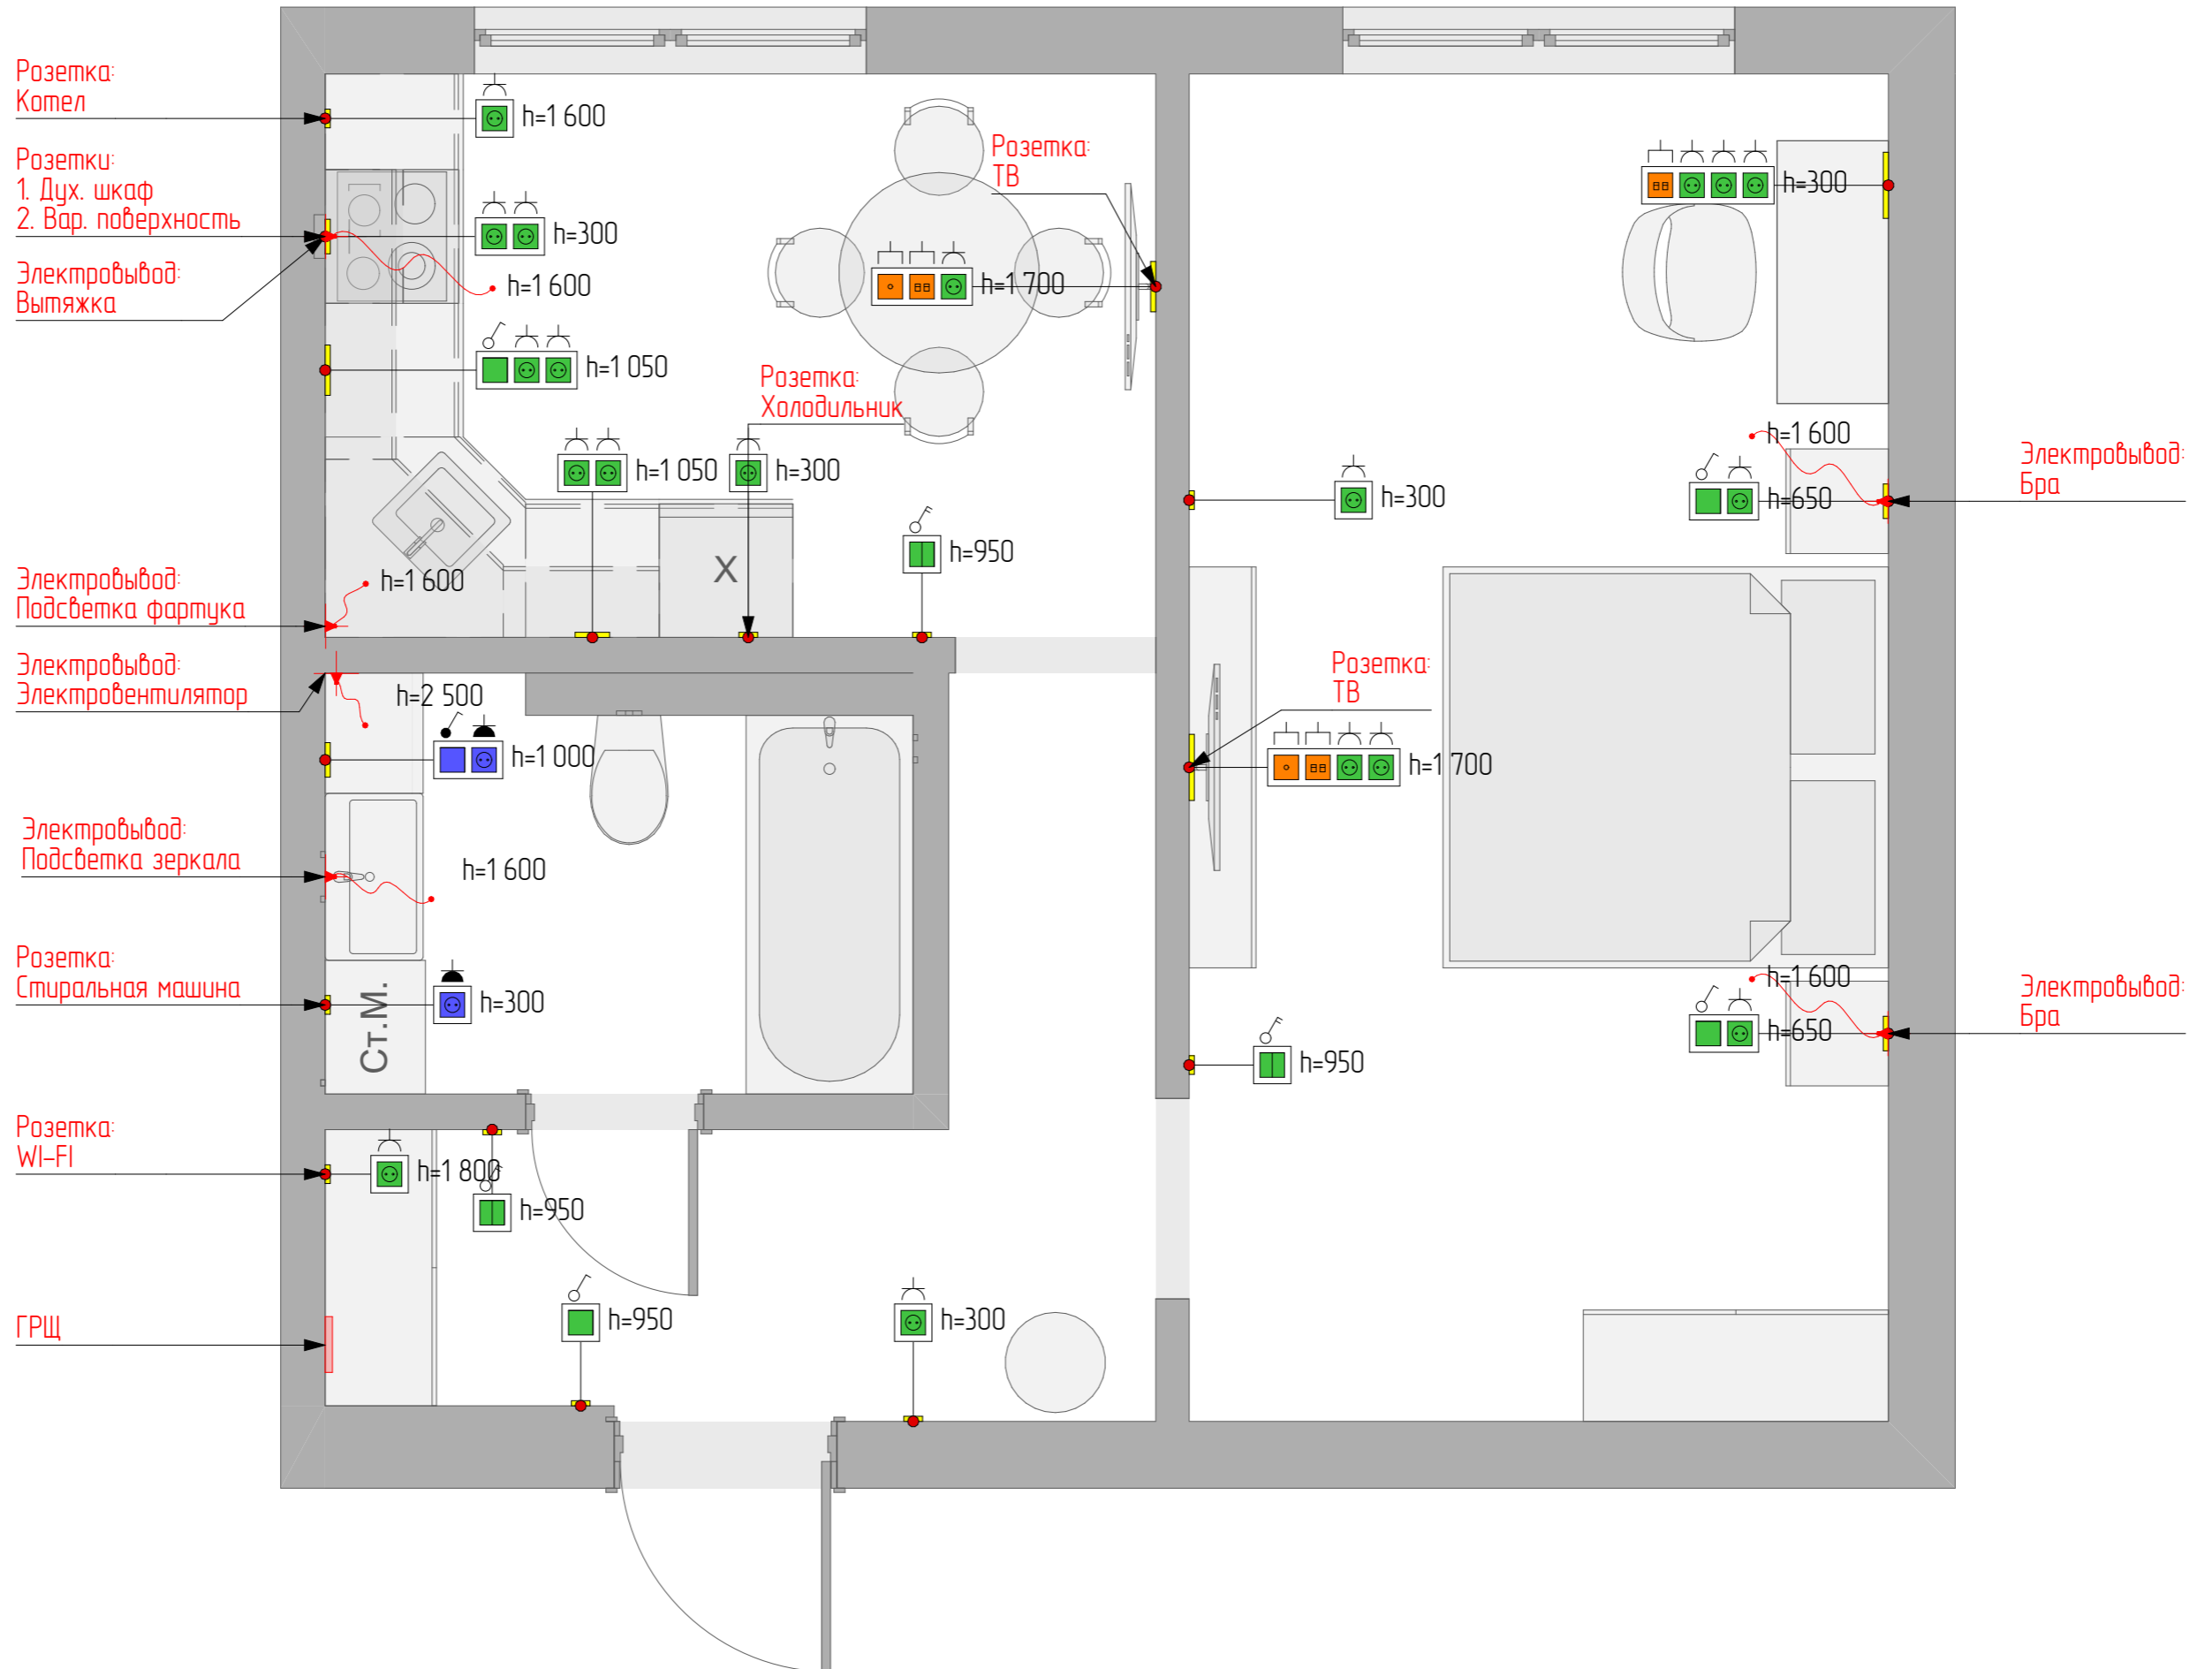 Розетка:
Котел
h=1 600
Розетки:
1. Дух. шкаф
2. Вар. поверхность
h=300
Электровывод:
Вытяжка
h=1 600
h=1 050
Розетка:
ТВ
h=1 700
h=300
Розетка:
Холодильник
h=1 050
h=300
h=950
X
h=300
h=1 600
h=650
Электровывод:
Бра
Электровывод:
Подсветка фартука
h=1 600
Электровывод:
Электровентилятор
h=2 500
h=1 000
Розетка:
ТВ
h=1 700
Электровывод:
Подсветка зеркала
h=1 600
Розетка:
Стиральная машина
Ст.М.
h=300
h=950
h=1 600
h=650
Электровывод:
Бра
Розетка:
WI-FI
h=1 800
h=950
ГРЩ
h=950
h=300